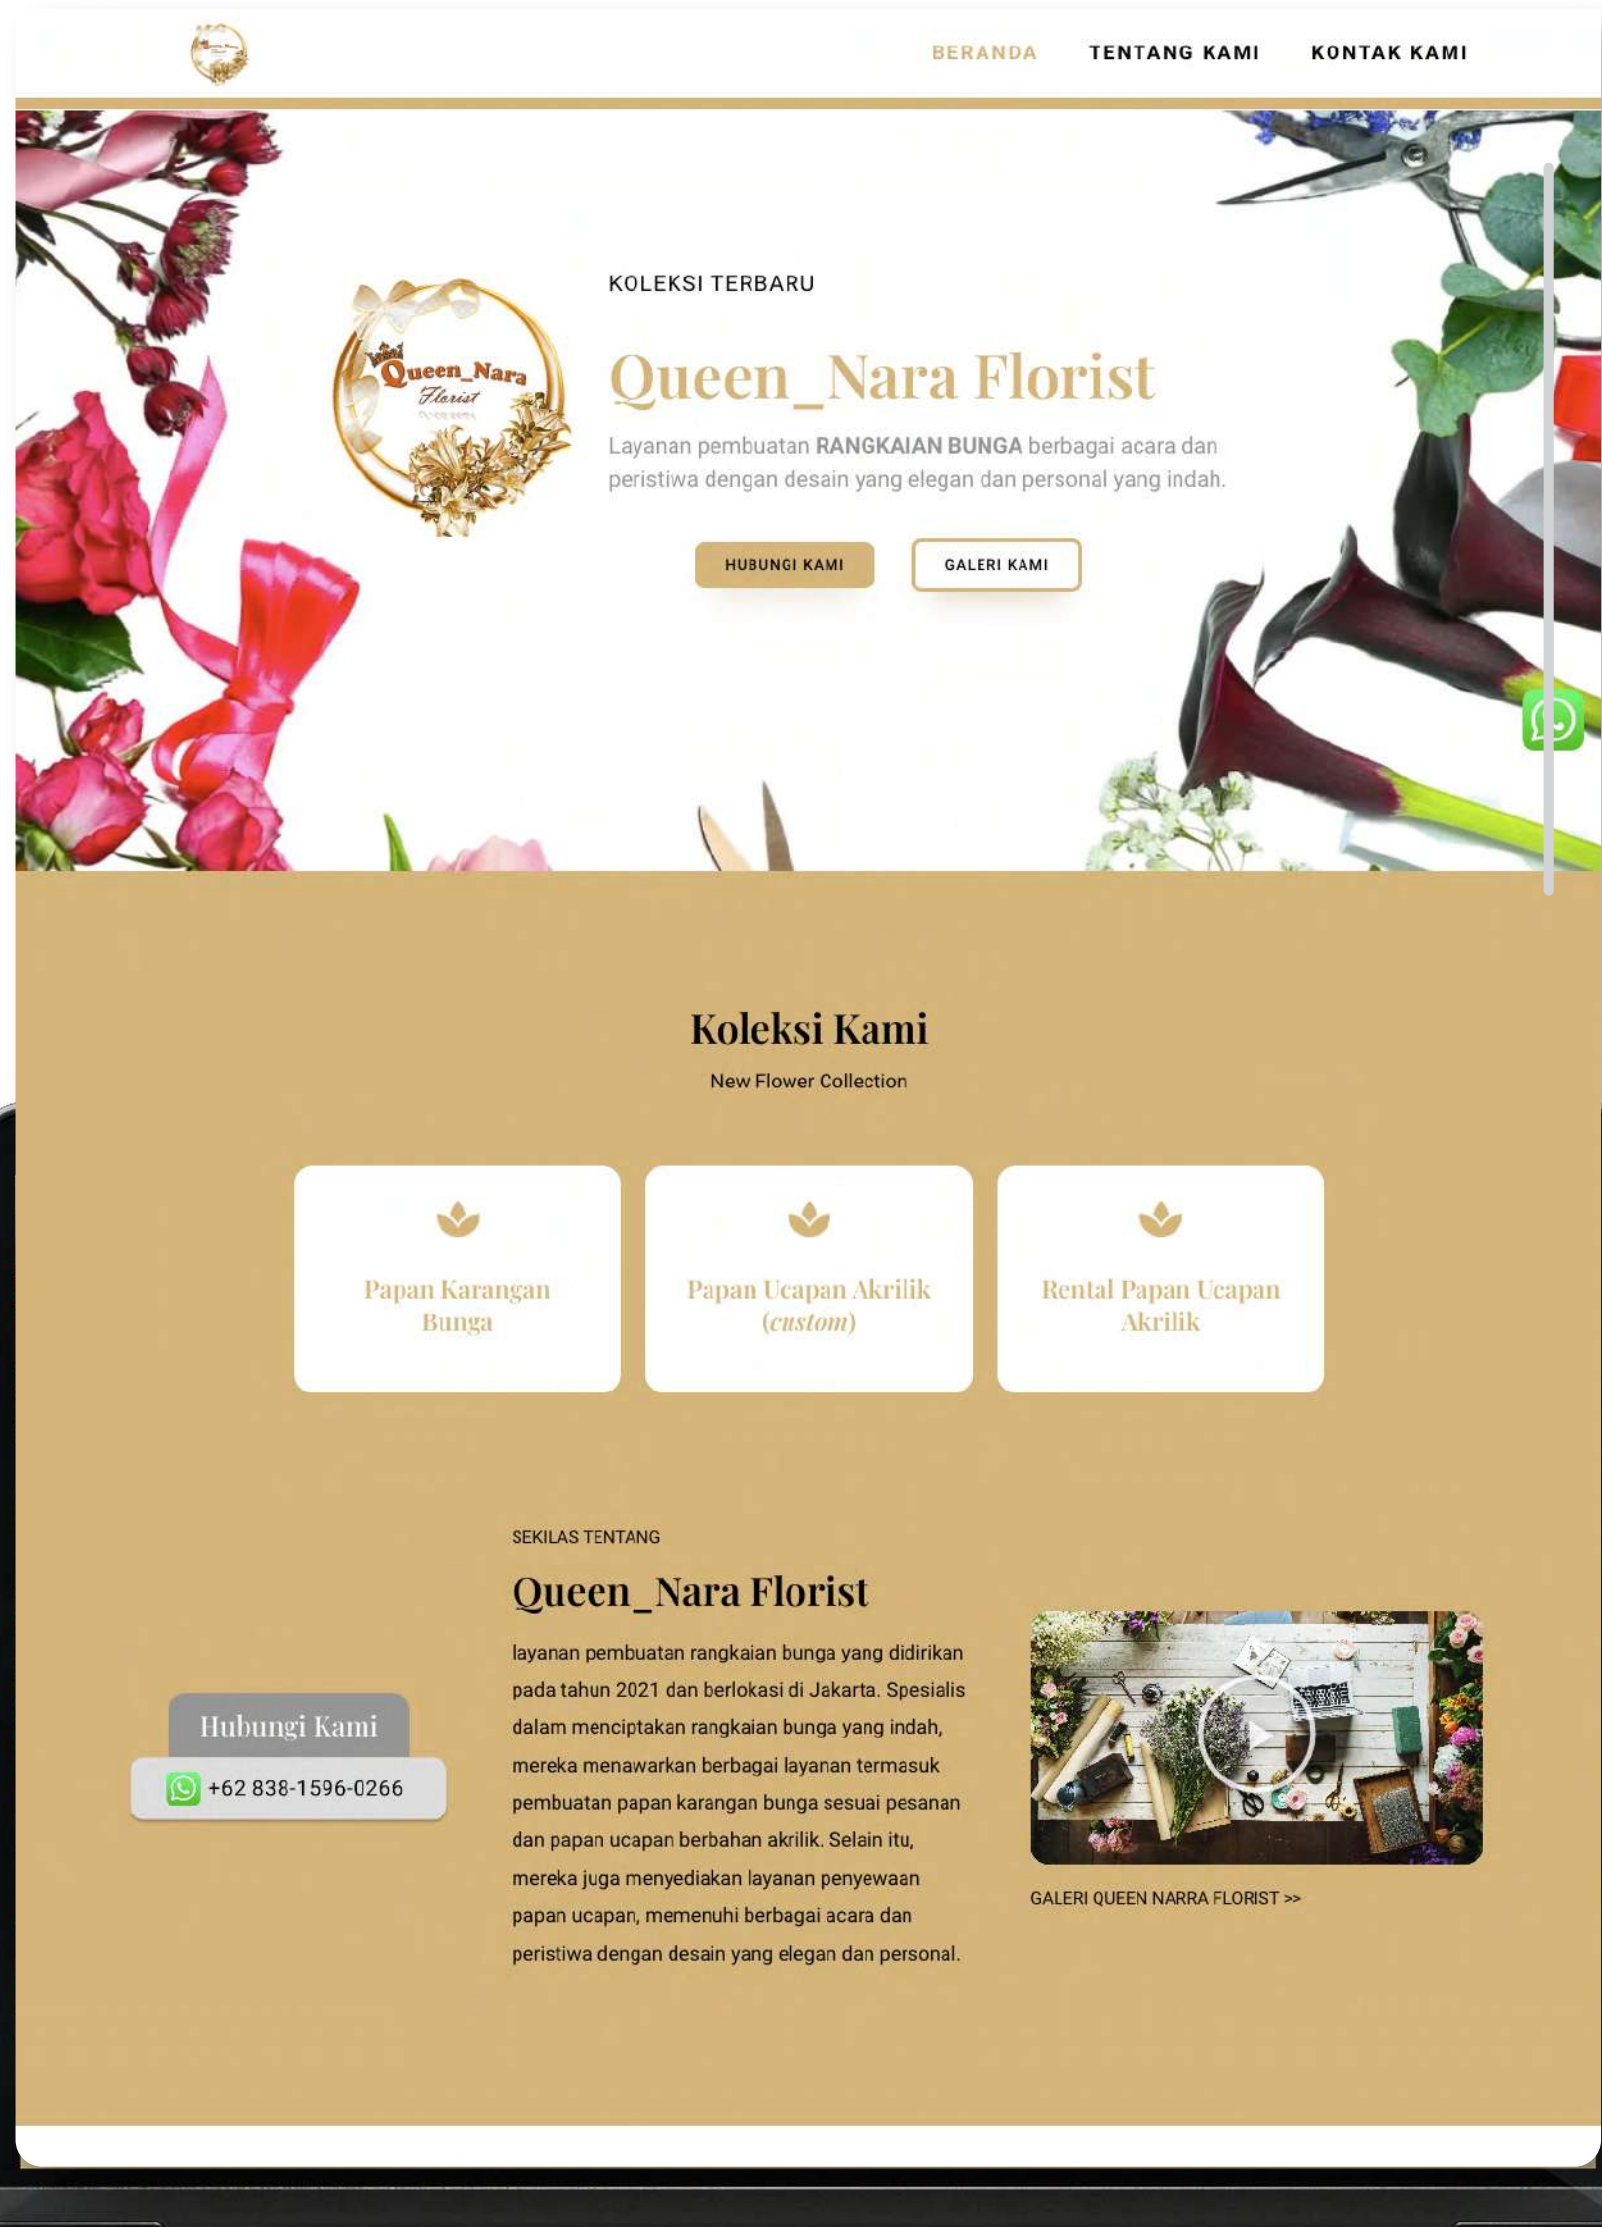 BERANDA TENTANG KAMI KONTAK KAMI
KOLEKSI TERBARU
Queen_Nara
Florist
Queen_Nara Florist
Layanan pembuatan RANGKAIAN BUNGA berbagai acara dan
peristiwa dengan desain yang elegan dan personal yang indah.
HUBUNGI KAMI GALERI KAMI
Koleksi Kami
New Flower Collection
Papan Karangan
Bunga
Papan Ucapan Akrilik
(custom)
Rental Papan Ucapan
Akrilik
Hubungi Kami
+62 838-1596-0266
SEKILAS TENTANG
Queen_Nara Florist
layanan pembuatan rangkaian bunga yang didirikan
pada tahun 2021 dan berlokasi di Jakarta. Spesialis
dalam menciptakan rangkaian bunga yang indah,
mereka menawarkan berbagai layanan termasuk
pembuatan papan karangan bunga sesuai pesanan
dan papan ucapan berbahan akrilik. Selain itu,
mereka juga menyediakan layanan penyewaan
papan ucapan, memenuhi berbagai acara dan
peristiwa dengan desain yang elegan dan personal.
GALERI QUEEN NARRA FLORIST >>